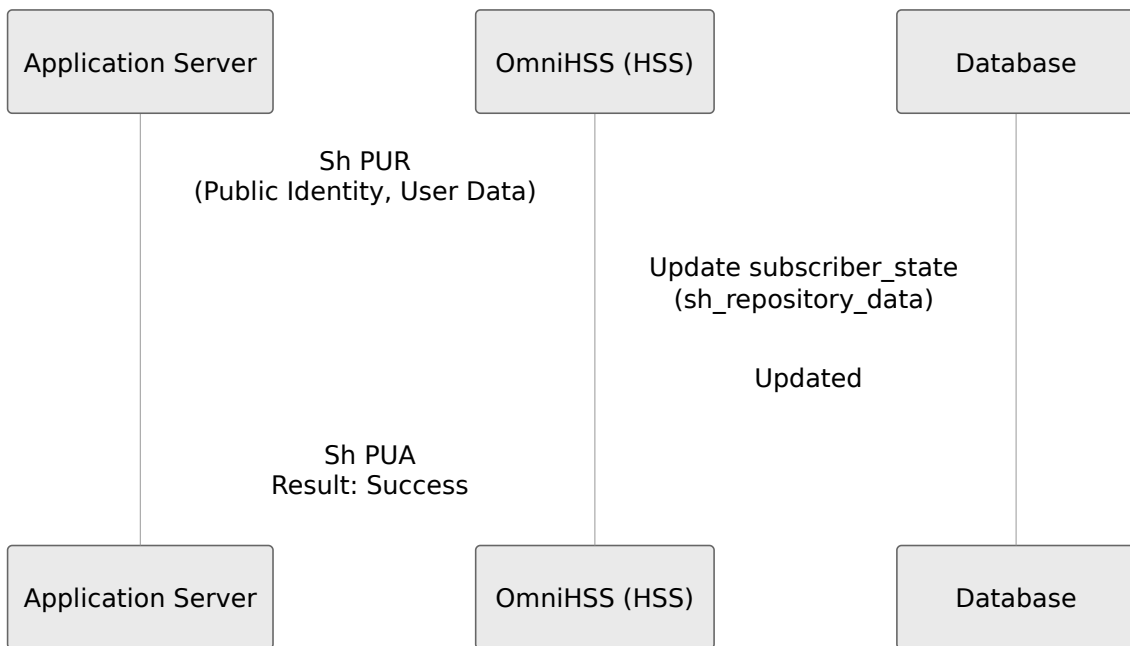 Application Server
OmniHSS (HSS)
Database
Sh PUR
(Public Identity, User Data)
Update subscriber_state
(sh_repository_data)
Updated
Sh PUA
Result: Success
Application Server
OmniHSS (HSS)
Database